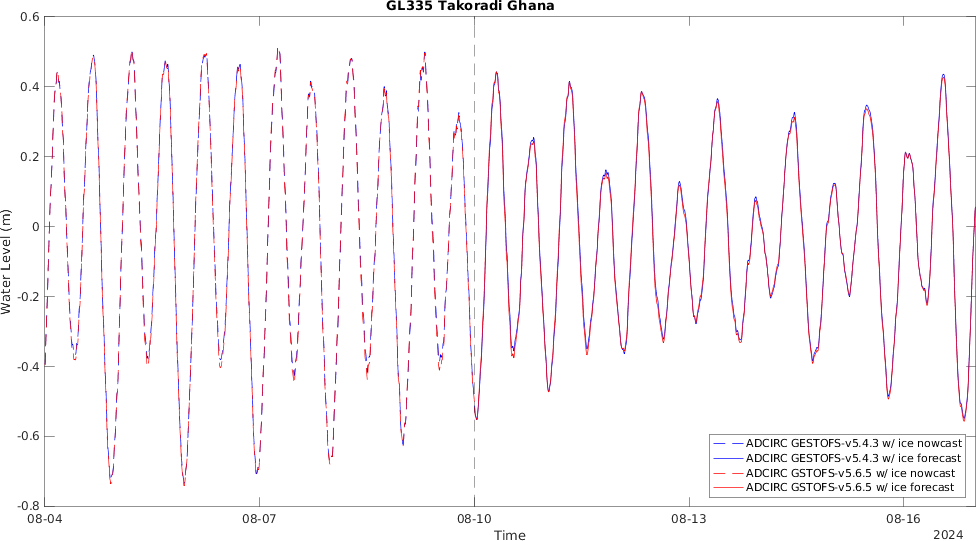 GL335 Takoradi Ghana
0.6
0.4
0.2
0
-0.2
-0.4
-0.6
-0.8
Water Level (m)
ADCIRC GESTOFS-v5.4.3 w/ ice nowcast
ADCIRC GESTOFS-v5.4.3 w/ ice forecast
ADCIRC GSTOFS-v5.6.5 w/ ice nowcast
ADCIRC GSTOFS-v5.6.5 w/ ice forecast
08-04 08-07 08-10 08-13 08-16
Time
2024